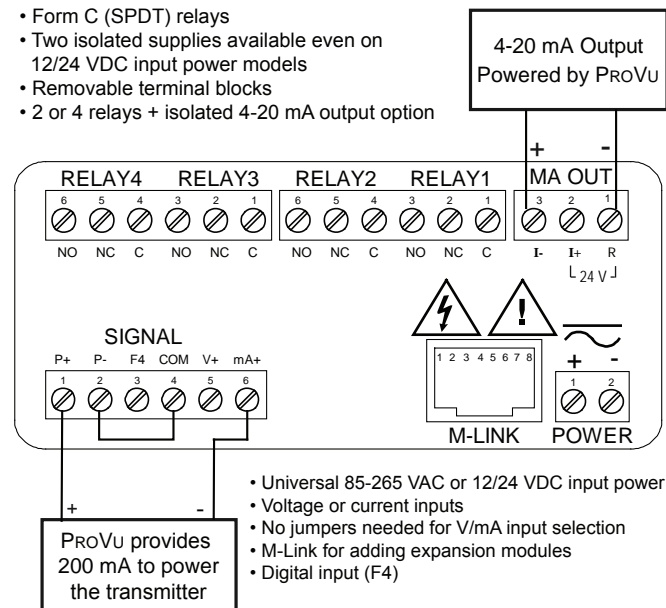 • Form C (SPDT) relays
• Two isolated supplies available even on
12/24 VDC input power models
• Removable terminal blocks
• 2 or 4 relays + isolated 4-20 mA output option
4-20 mA Output
Powered by PROVU
+ -
RELAY4 RELAY3 RELAY2 RELAY1 MA OUT
6 5 4 3 2 1 6 5 4 3 2 1 3 2 1
NO NC C NO NC C NO NC C NO NC C I- I+ R
24 V
SIGNAL
P+ P- F4 COM V+ mA+
1 2 3 4 5 6
1 2 3 4 5 6 7 8
M-LINK
+ -
1 2
POWER
+ -
PROVU provides
200 mA to power
the transmitter
• Universal 85-265 VAC or 12/24 VDC input power
• Voltage or current inputs
• No jumpers needed for V/mA input selection
• M-Link for adding expansion modules
• Digital input (F4)